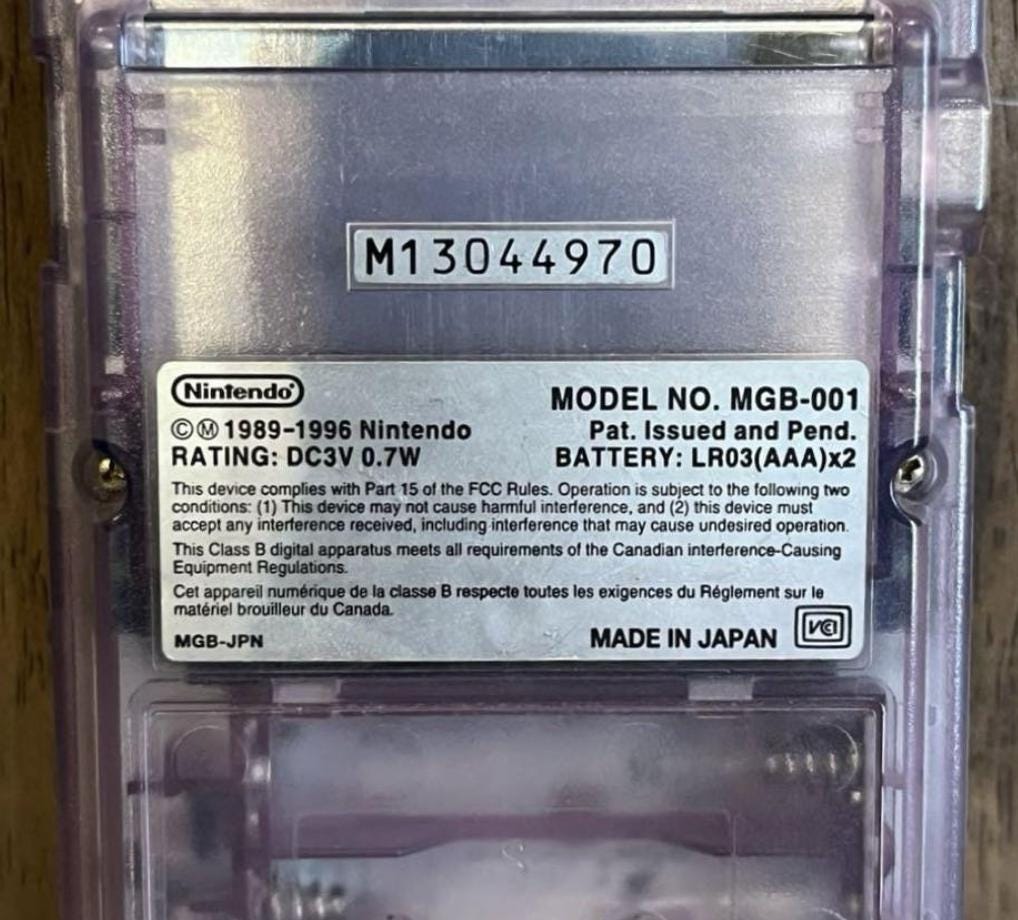 M13044970
Nintendo®
MODEL NO. MGB-001
©Ⓜ1989-1996 Nintendo
Pat. Issued and Pend.
RATING: DC3V 0.7W
BATTERY: LR03(AAA)x2
This device complies with Part 15 of the FCC Rules. Operation is subject to the following two
conditions: (1) This device may not cause harmful interference, and (2) this device must
accept any interference received, including interference that may cause undesired operation.
This Class B digital apparatus meets all requirements of the Canadian interference-Causing
Equipment Regulations.
Cet appareil numérique de la classe B respecte toutes les exigences du Réglement sur le
matériel brouilleur du Canada.
MGB-JPN
MADE IN JAPAN
VCI